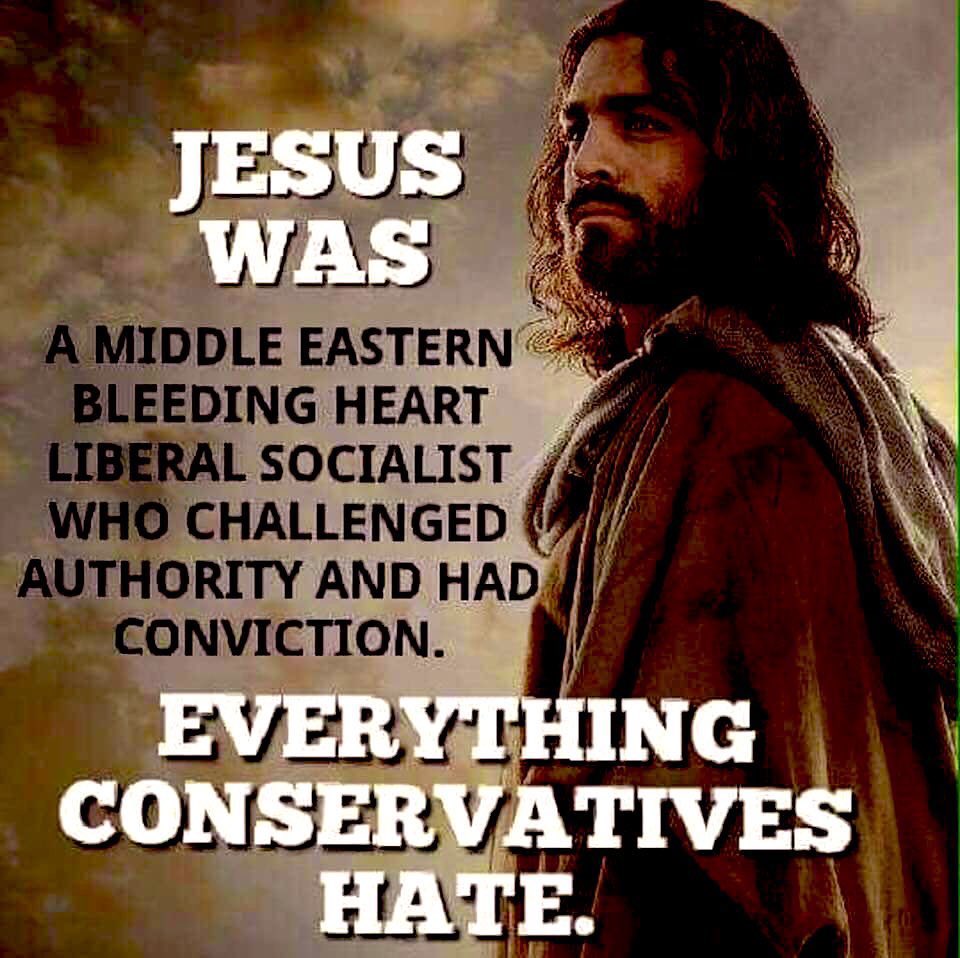 JESUS
WAS
A MIDDLE EASTERN
BLEEDING HEART
LIBERAL SOCIALIST
WHO CHALLENGED
AUTHORITY AND HAD
CONVICTION.
EVERYTHING
CONSERVATIVES
HATE.